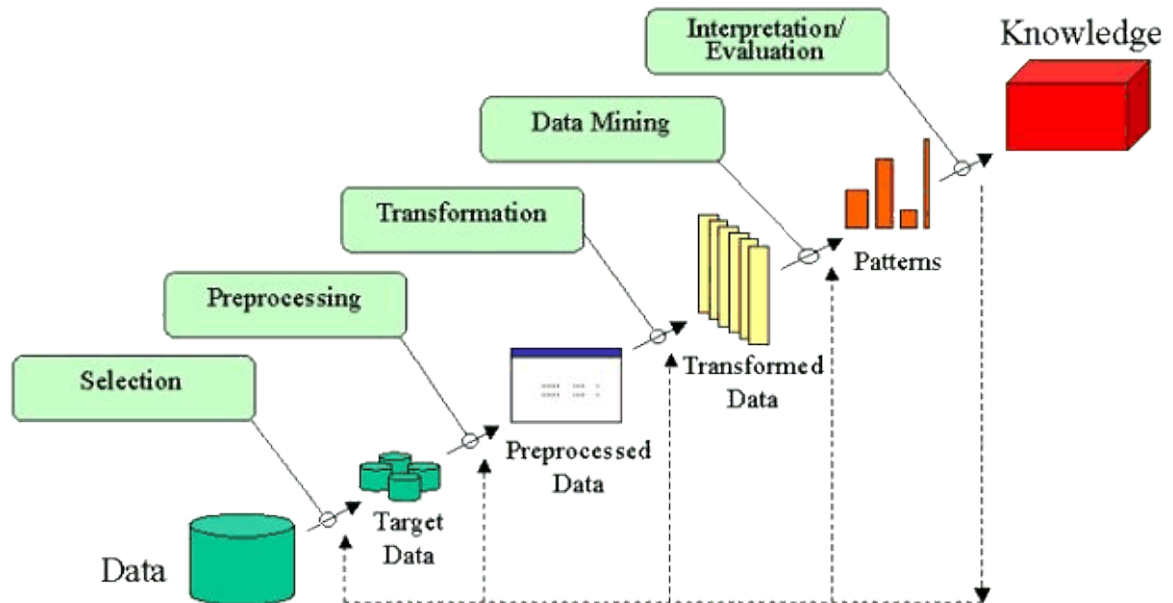 Interpretation/
Evaluation
Knowledge
Data Mining
Transformation
Patterns
Preprocessing
Transformed
Data
Selection
Preprocessed
Data
Target
Data
Data